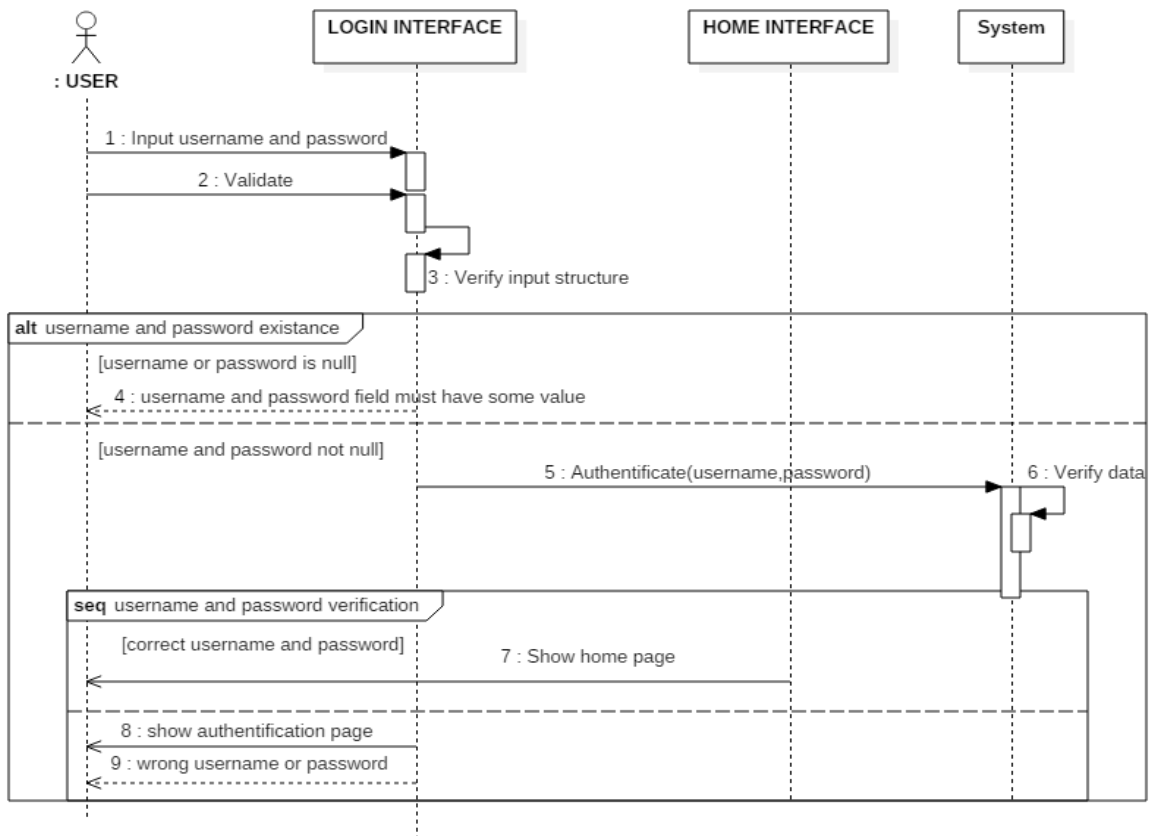 LOGIN INTERFACE
HOME INTERFACE
System
: USER
1 : Input username and password
2 : Validate
3 : Verify input structure
alt username and password existance
[username or password is null]
4 : username and password field must have some value
[username and password not null]
5 : Authentificate(username,password)
6 : Verify data
seq username and password verification
[correct username and password]
7 : Show home page
8 : show authentification page
9 : wrong username or password